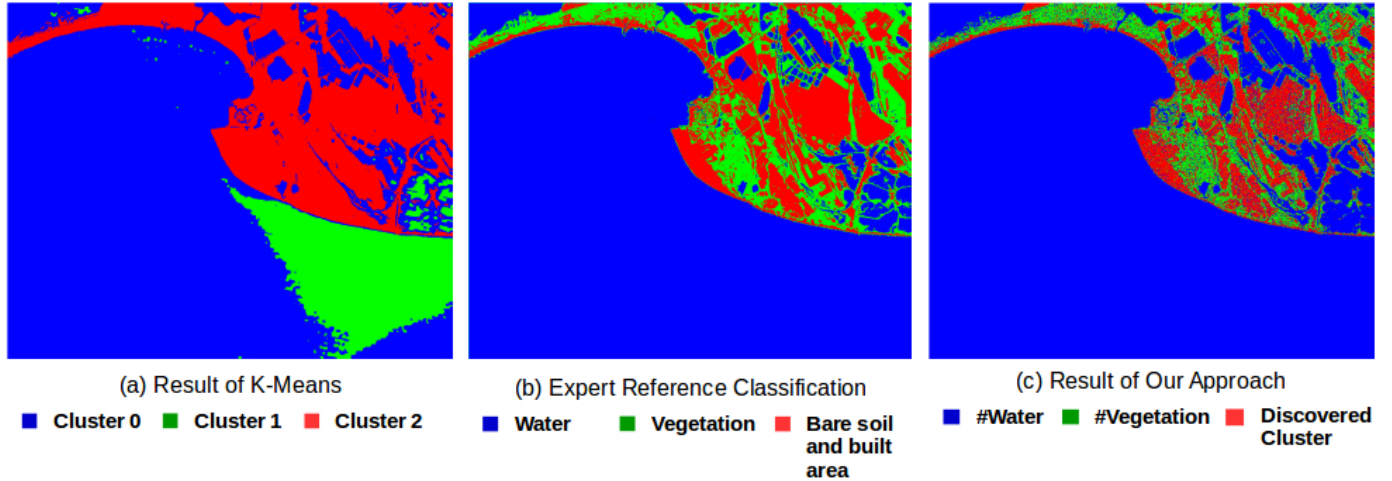 (a) Result of K-Means
Cluster 0 Cluster 1 Cluster 2
(b) Expert Reference Classification
Water Vegetation Bare soil
and built
area
(c) Result of Our Approach
#Water #Vegetation Discovered
Cluster